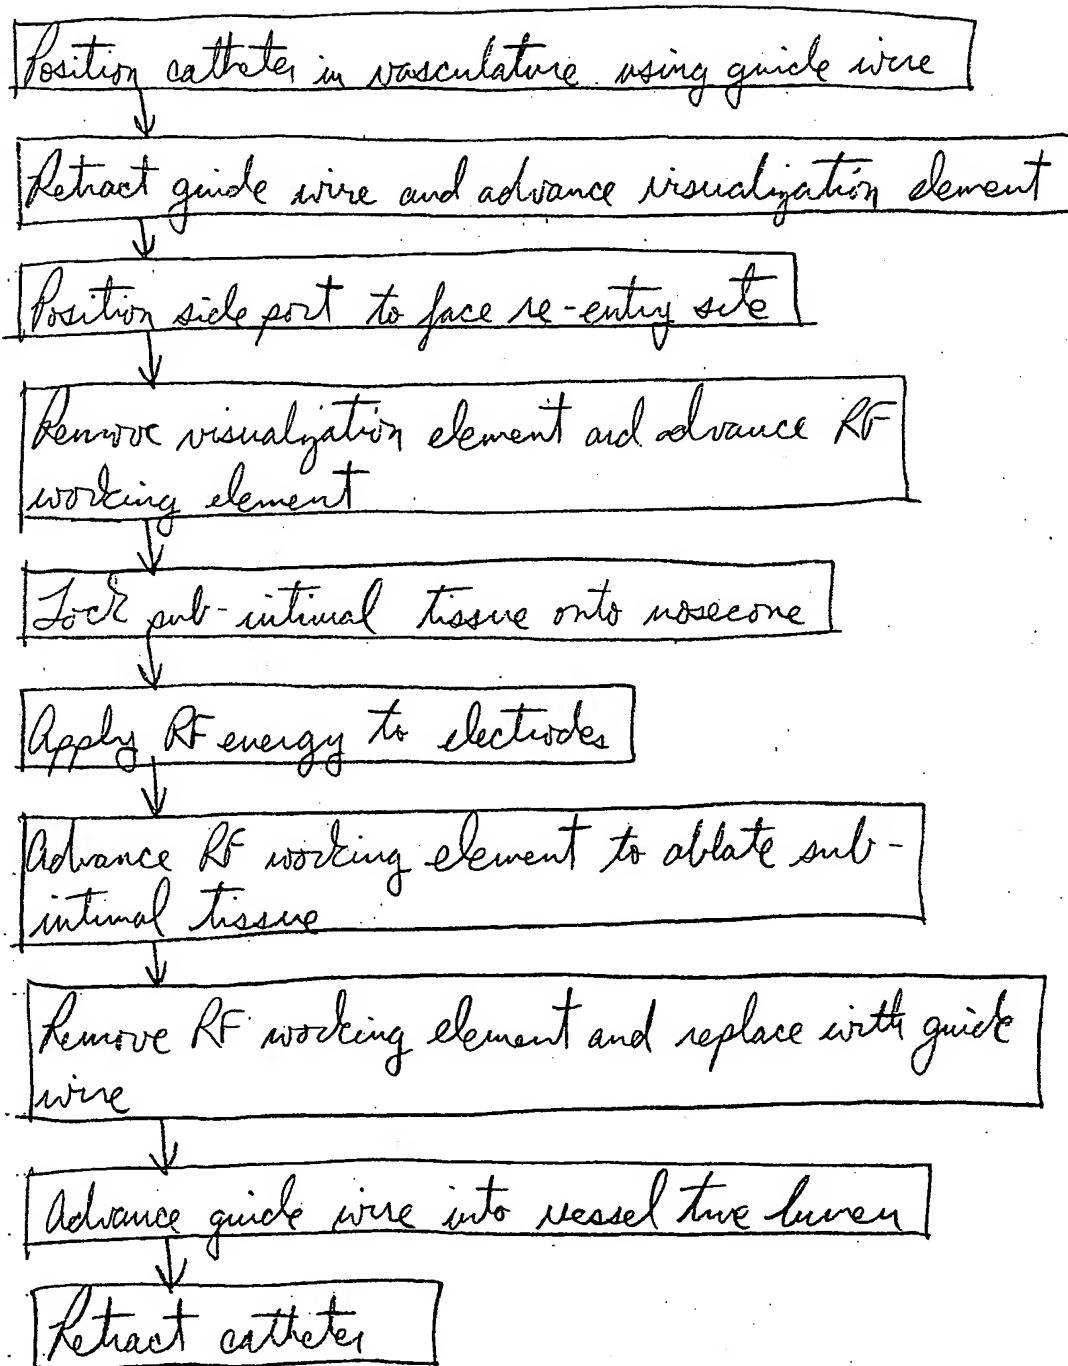 Position catheter in vasculature using guide wire
Retract guide wire and advance visualization element
Position side port to face re-entry site
Remove visualization element and advance RF
working element
Lock sub-intimal tissue onto nosecone
Apply RF energy to electrodes
Advance RF working element to ablate sub-
intimal tissue
Remove RF working element and replace with guide
wire
Advance guide wire into vessel true lumen
Retract catheter